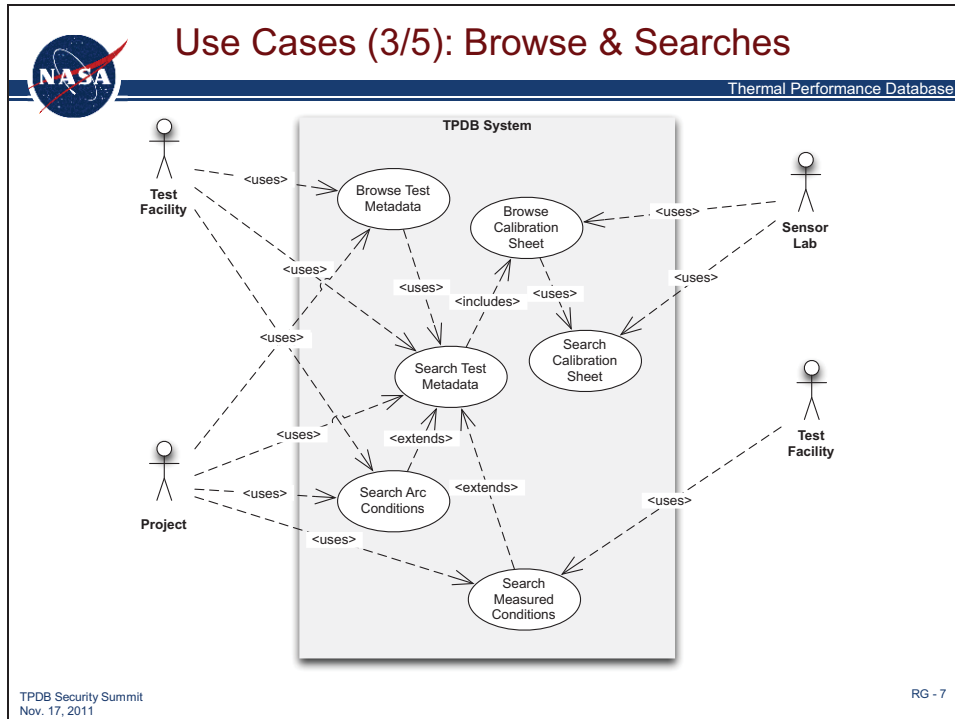 Use Cases (3/5): Browse & Searches
NASA
Thermal Performance Database
TPDB System
Test
Facility
<uses>
Browse Test
Metadata
Browse
Calibration
Sheet
<uses>
Sensor
Lab
<uses>
<uses>
<includes>
<uses>
<uses>
<uses>
Search Test
Metadata
Search
Calibration
Sheet
<uses>
<extends>
Test
Facility
Project
<uses>
Search Arc
Conditions
<extends>
<uses>
<uses>
Search
Measured
Conditions
TPDB Security Summit
Nov. 17, 2011
RG - 7